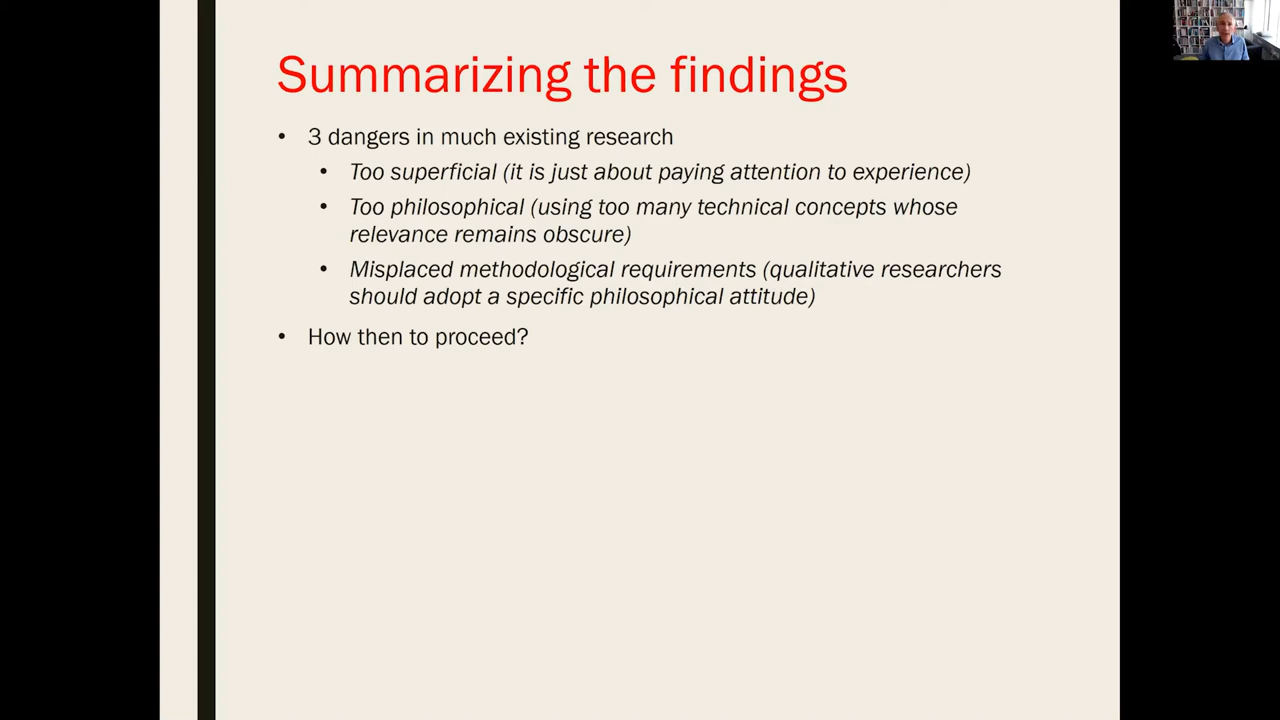 Summarizing the findings
• 3 dangers in much existing research
• Too superficial (it is just about paying attention to experience)
• Too philosophical (using too many technical concepts whose
relevance remains obscure)
• Misplaced methodological requirements (qualitative researchers
should adopt a specific philosophical attitude)
• How then to proceed?